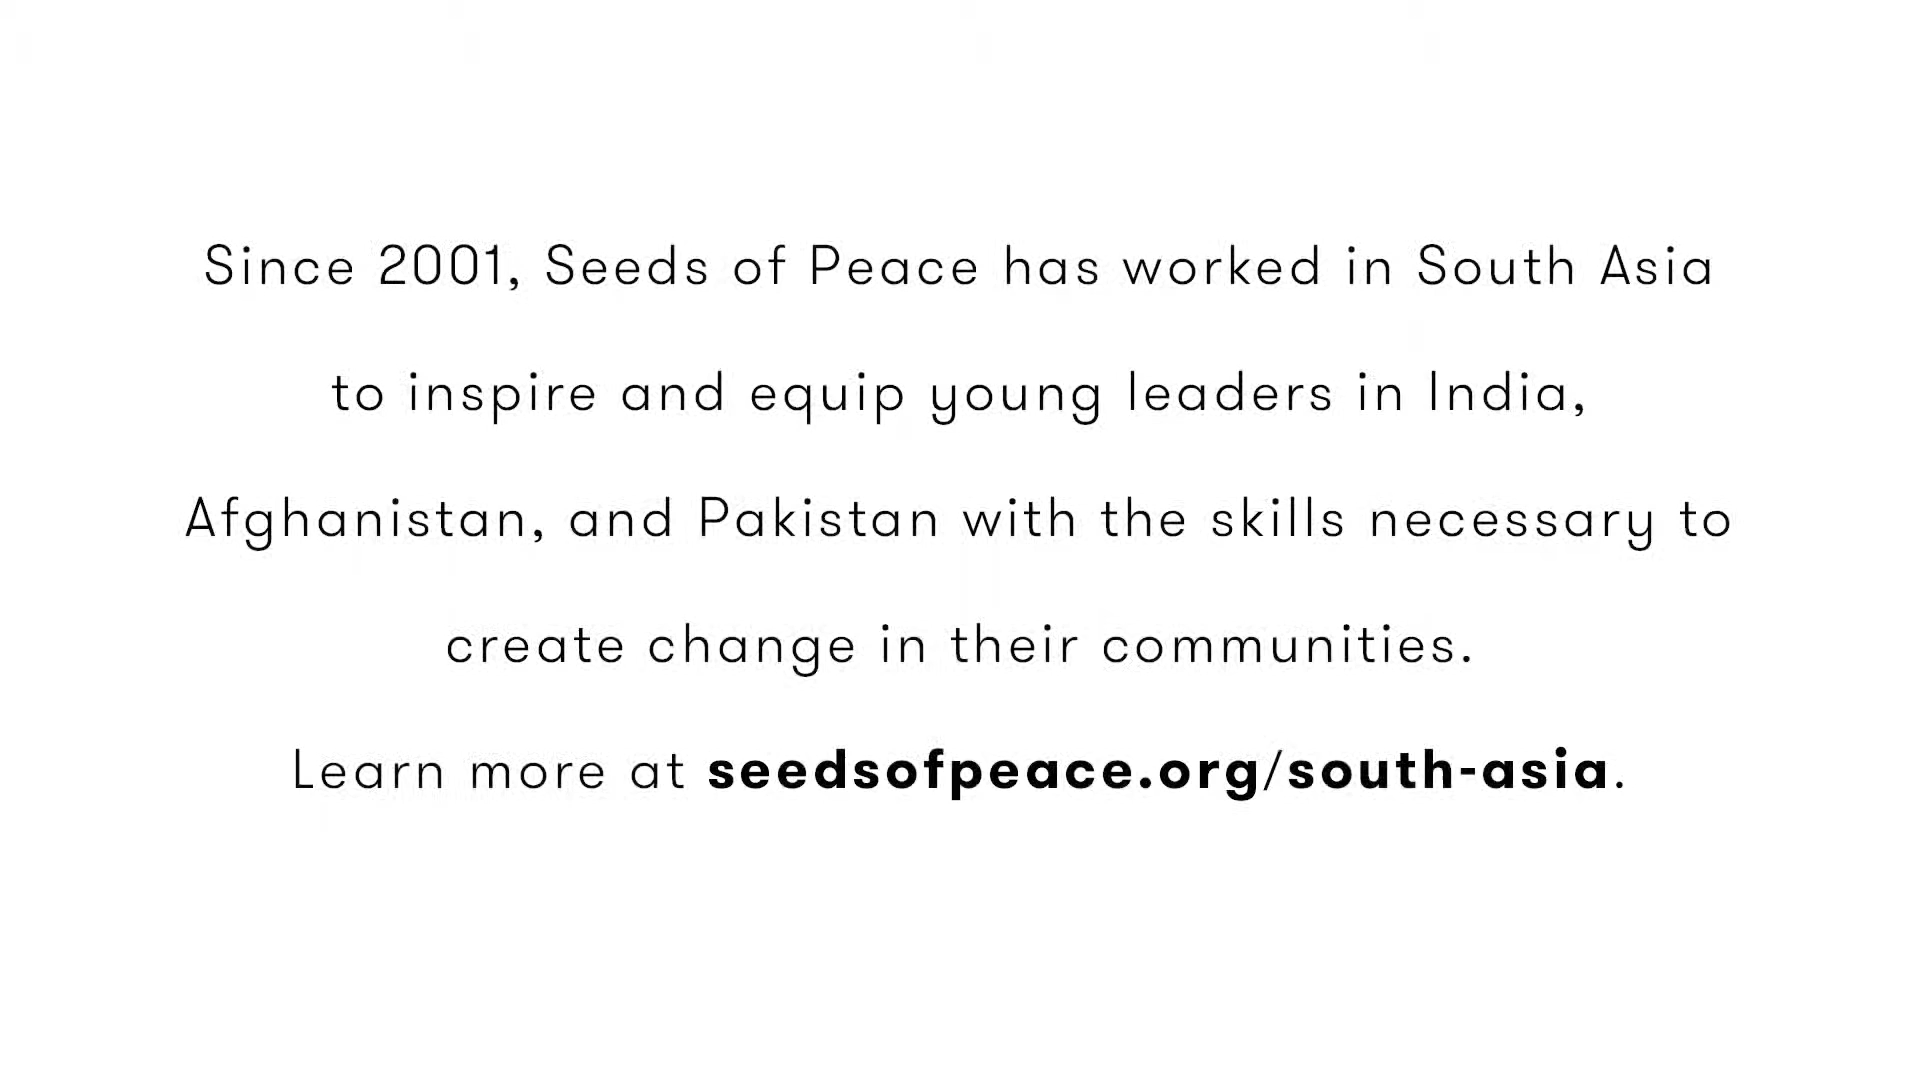 Since 2001, Seeds of Peace has worked in South Asia
to inspire and equip young leaders in India,
Afghanistan, and Pakistan with the skills necessary to
create change in their communities.
Learn more at seedsofpeace.org/south-asia.